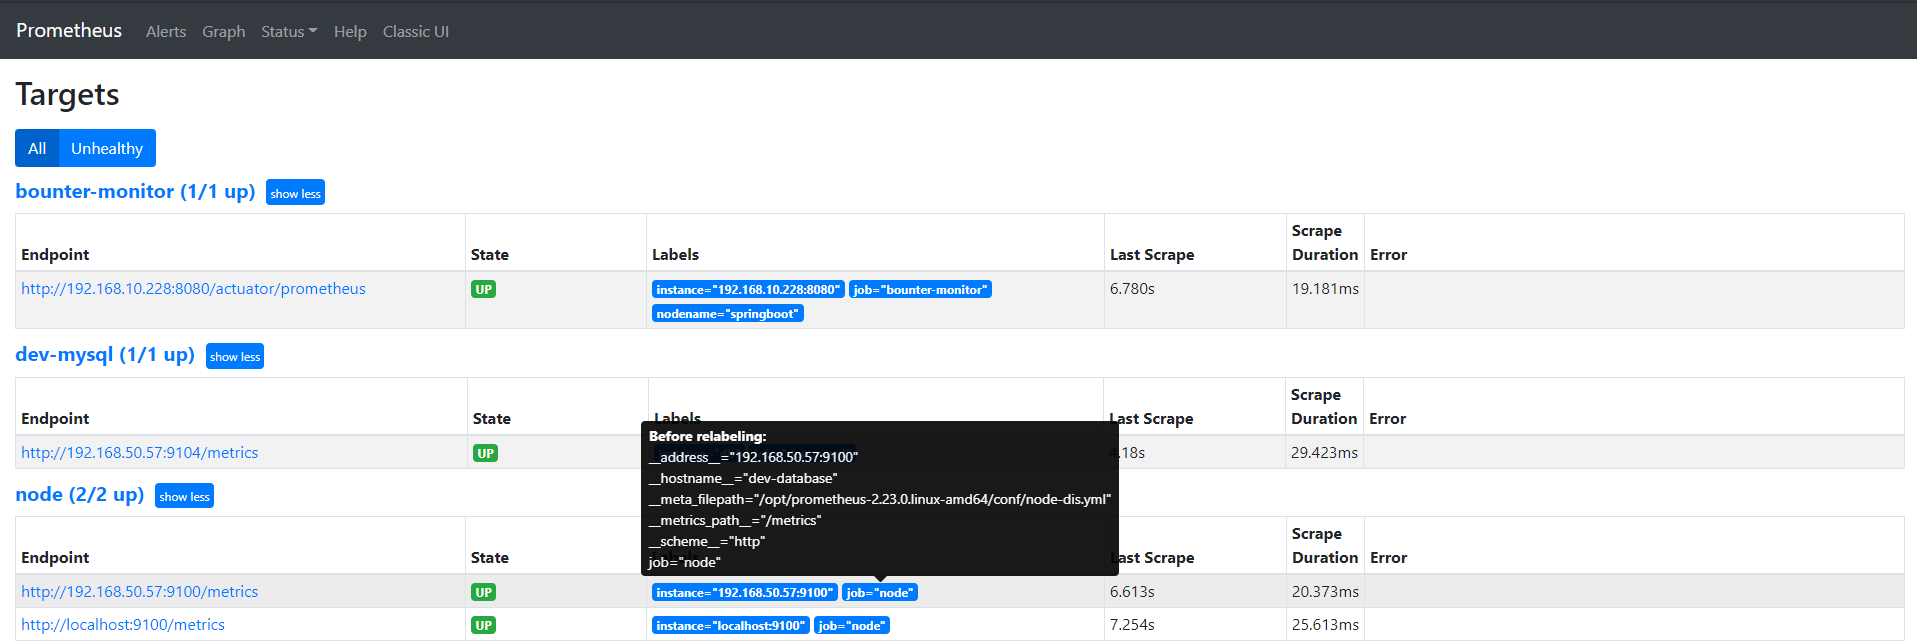 Prometheus Alerts Graph Status Help Classic UI
Targets
All Unhealthy
bounter-monitor (1/1 up) show less
Endpoint State Labels Last Scrape Scrape Duration Error
http://192.168.10.228:8080/actuator/prometheus UP instance="192.168.10.228:8080" job="bounter-monitor" 6.780s 19.181ms
nodename="springboot"
dev-mysql (1/1 up) show less
Endpoint State Labels Last Scrape Scrape Duration Error
http://192.168.50.57:9104/metrics UP 4.18s 29.423ms
Before relabeling:
__address__="192.168.50.57:9100"
__hostname__="dev-database"
__meta_filepath="/opt/prometheus-2.23.0.linux-amd64/conf/node-dis.yml"
__metrics_path__="/metrics"
__scheme__="http"
job="node"
node (2/2 up) show less
Endpoint State Labels Last Scrape Scrape Duration Error
http://192.168.50.57:9100/metrics UP instance="192.168.50.57:9100" job="node" 6.613s 20.373ms
http://localhost:9100/metrics UP instance="localhost:9100" job="node" 7.254s 25.613ms